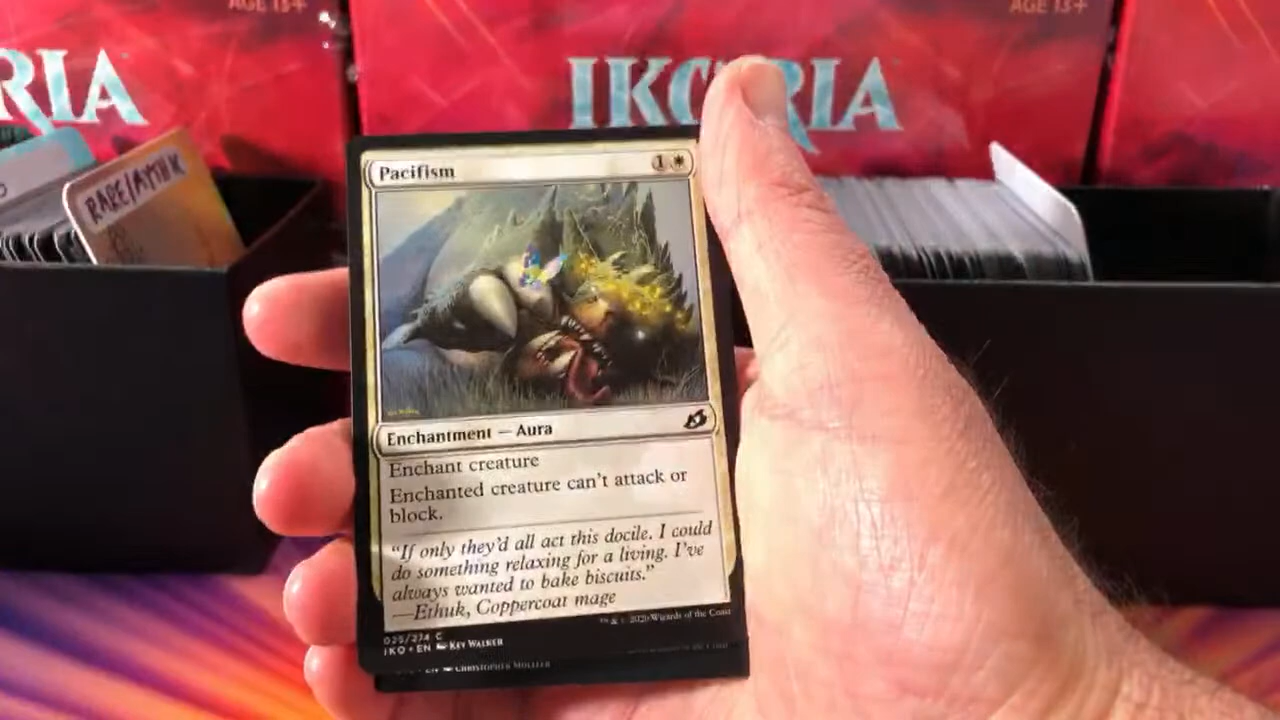 AGE 13+
AGE 13+
RIA
IKORIA
RARE/MYTHIC
Pacifism
1
Enchantment — Aura
Enchant creature
Enchanted creature can't attack or
block.
"If only they'd all act this docile. I could
do something relaxing for a living. I've
always wanted to bake biscuits."
—Ethuk, Coppercoat mage
025/274 C
IKO • EN KEV WALKER
™ & © 2020 Wizards of the Coast
EN CHRISTOPHER MOELLER